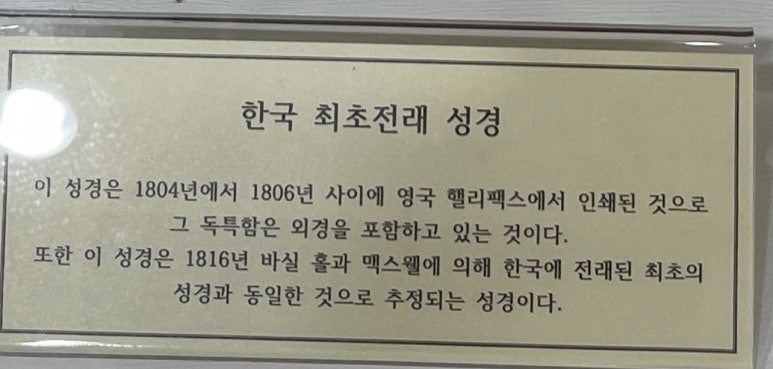 한국 최초전래 성경
이 성경은 1804년에서 1806년 사이에 영국 핼리팩스에서 인쇄된 것으로
그 독특함은 외경을 포함하고 있는 것이다.
또한 이 성경은 1816년 바실 홀과 맥스웰에 의해 한국에 전래된 최초의
성경과 동일한 것으로 추정되는 성경이다.